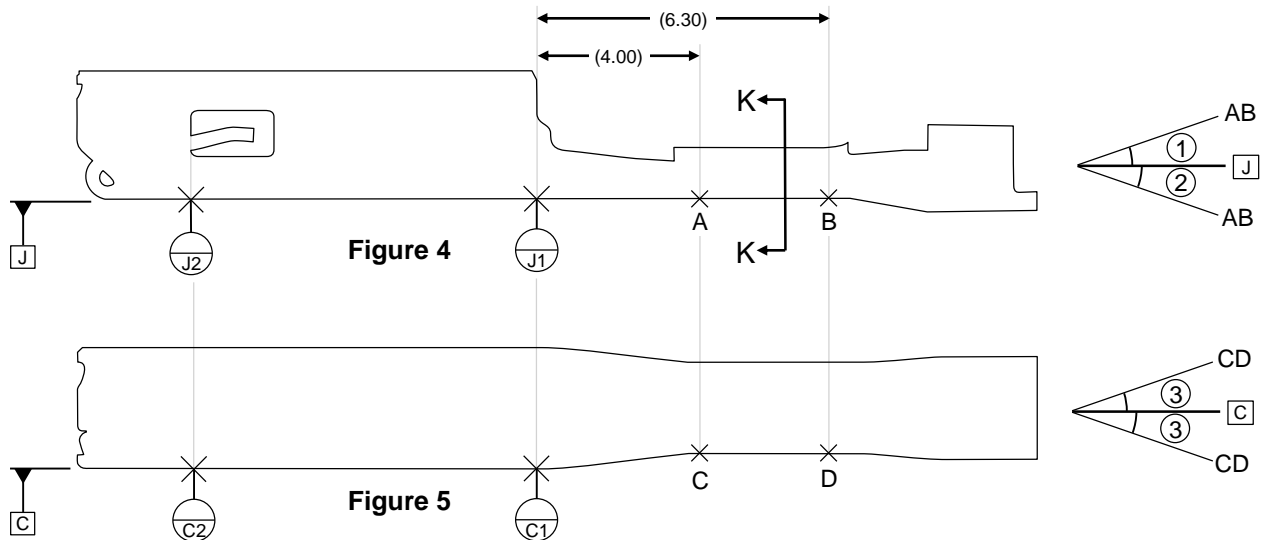 (6.30)
(4.00)
K
AB
①
J
②
AB
A
B
K
J
J2
Figure 4
J1
CD
③
C
③
CD
C
D
C
C2
Figure 5
C1